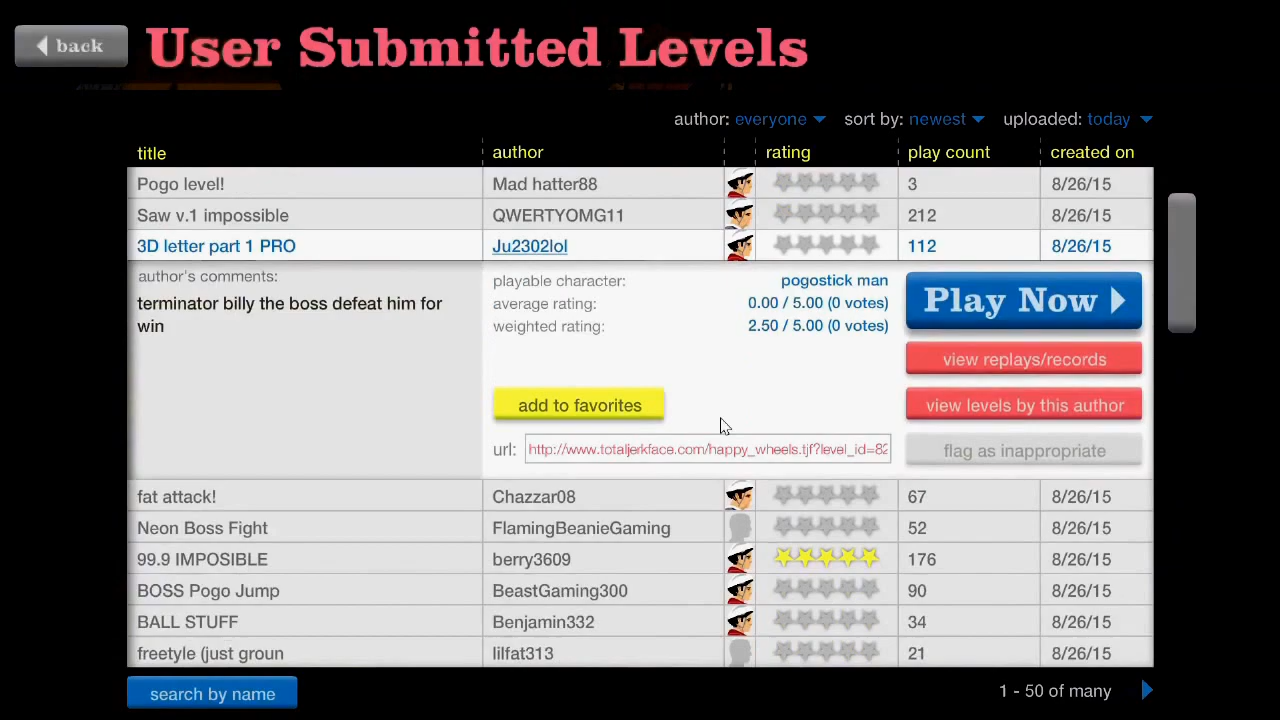 back
User Submitted Levels
author: everyone sort by: newest uploaded: today
title author rating play count created on
Pogo level! Mad hatter88 3 8/26/15
Saw v.1 impossible QWERTYOMG11 212 8/26/15
3D letter part 1 PRO Ju2302lol 112 8/26/15
author's comments:
terminator billy the boss defeat him for
win
playable character: pogostick man
average rating: 0.00 / 5.00 (0 votes)
weighted rating: 2.50 / 5.00 (0 votes)
add to favorites
url: http://www.totaljerkface.com/happy_wheels.tjf?level_id=82
Play Now
view replays/records
view levels by this author
flag as inappropriate
fat attack! Chazzar08 67 8/26/15
Neon Boss Fight FlamingBeanieGaming 52 8/26/15
99.9 IMPOSIBLE berry3609 176 8/26/15
BOSS Pogo Jump BeastGaming300 90 8/26/15
BALL STUFF Benjamin332 34 8/26/15
freetyle (just groun lilfat313 21 8/26/15
search by name
1 - 50 of many